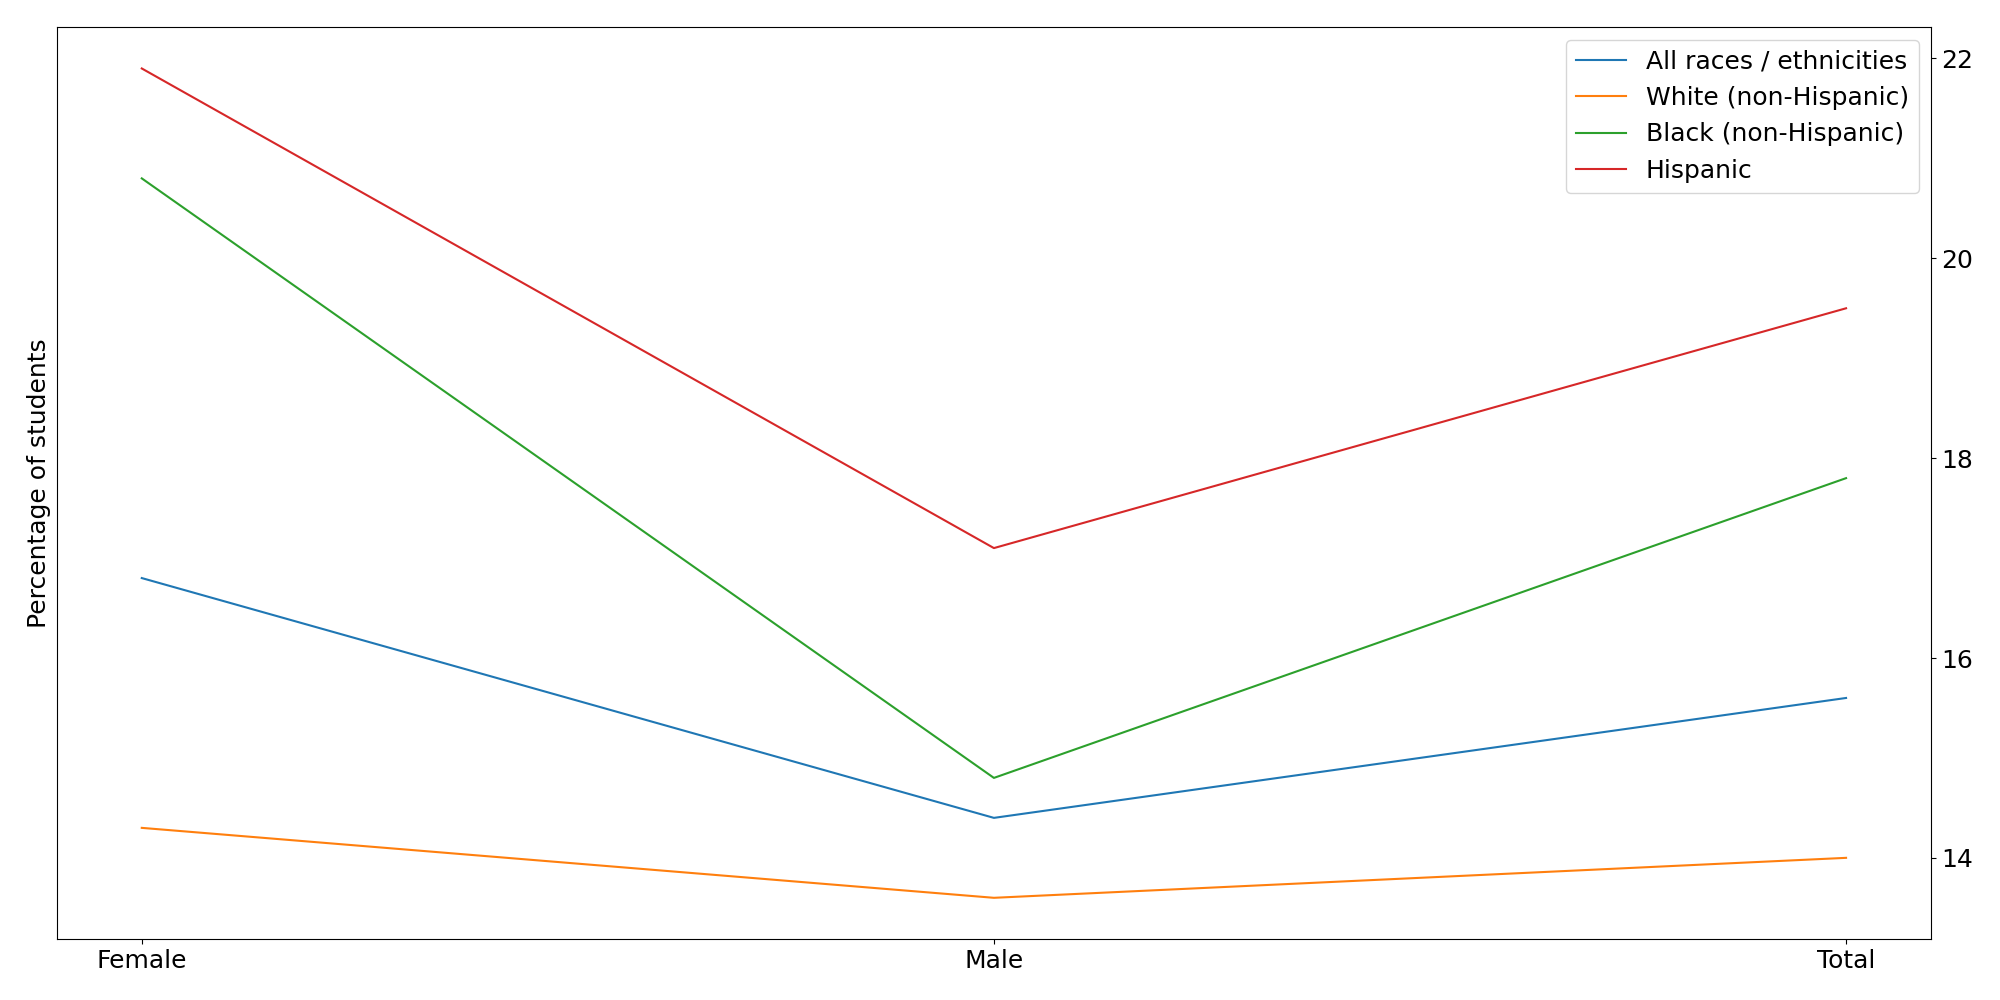 All races / ethnicities
White (non-Hispanic)
Black (non-Hispanic)
Hispanic
Percentage of students
22
20
18
16
14
Female
Male
Total